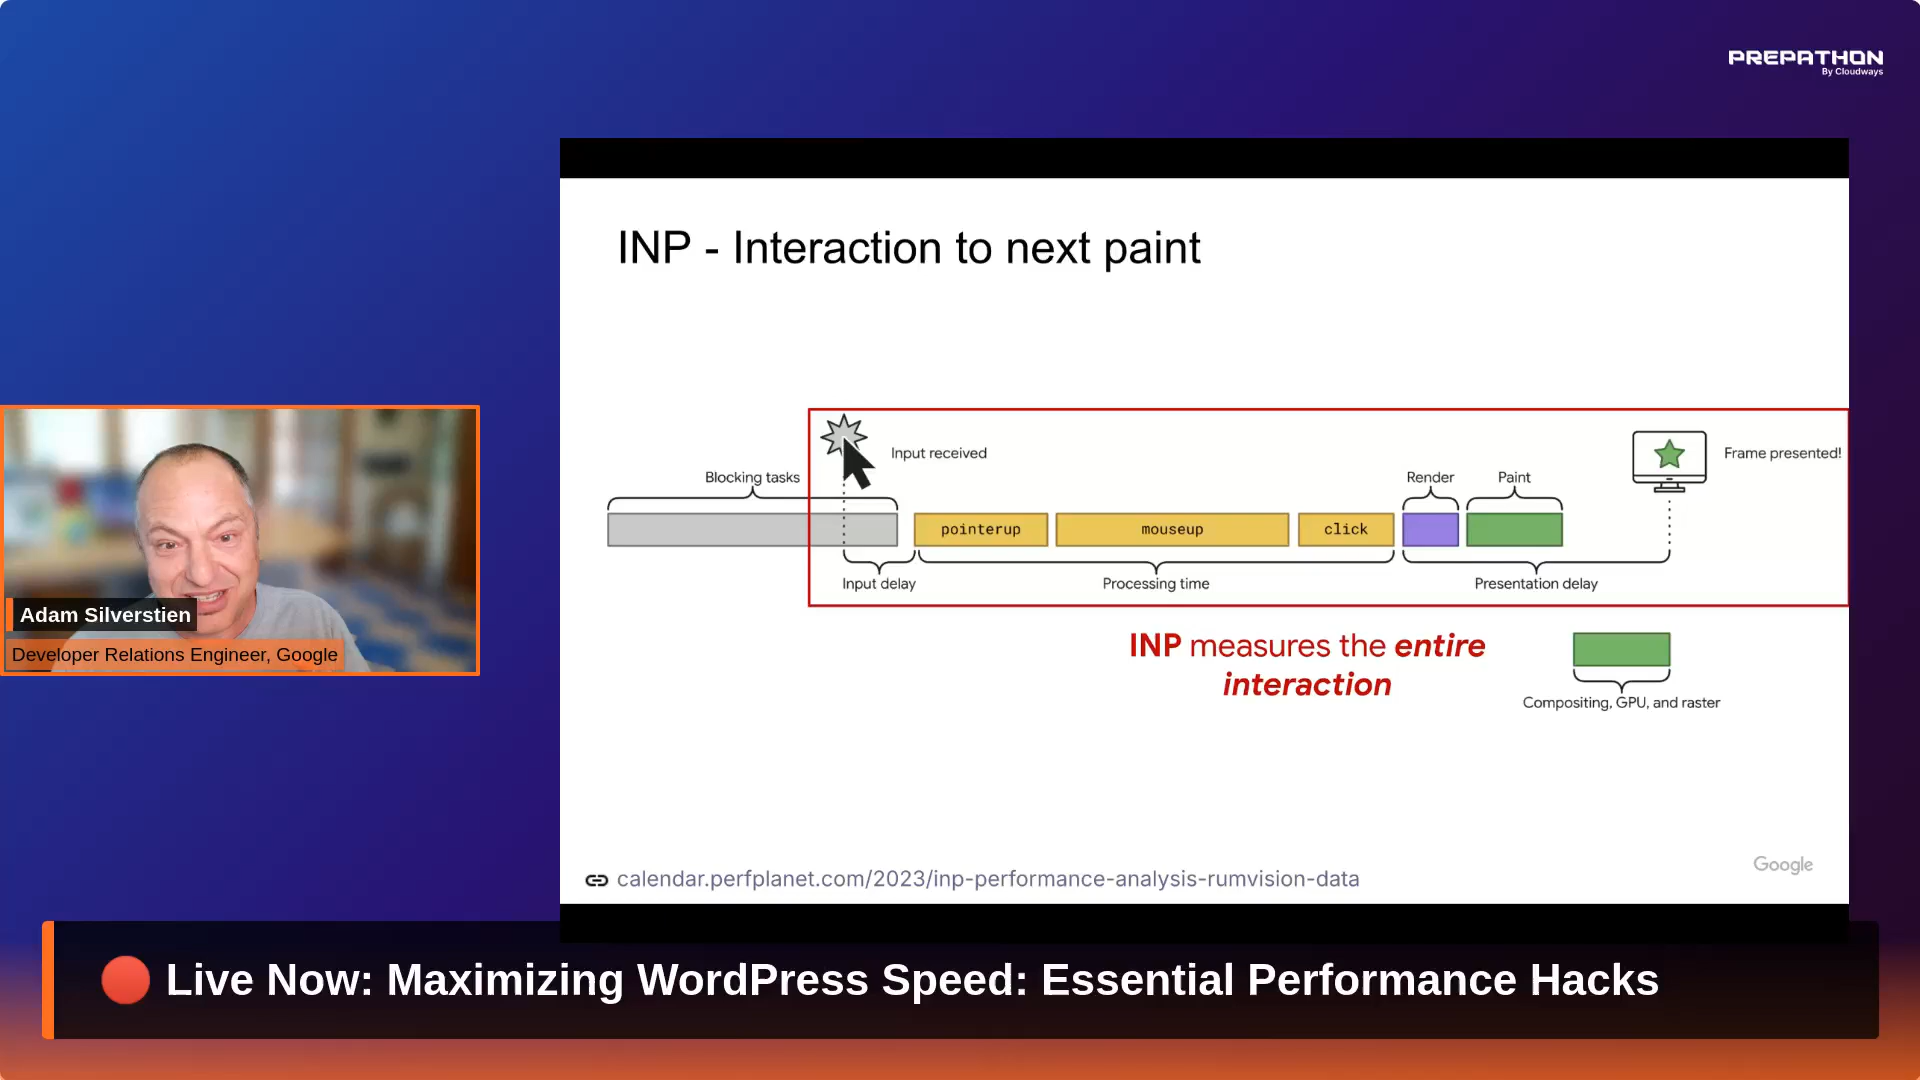 PREPATHON
By Cloudways
INP - Interaction to next paint
Input received
Frame presented!
Blocking tasks
Render
Paint
pointerup
mouseup
click
Input delay
Processing time
Presentation delay
INP measures the entire
interaction
Compositing, GPU, and raster
Adam Silverstien
Developer Relations Engineer, Google
calendar.perfplanet.com/2023/inp-performance-analysis-rumvision-data
Google
Live Now: Maximizing WordPress Speed: Essential Performance Hacks